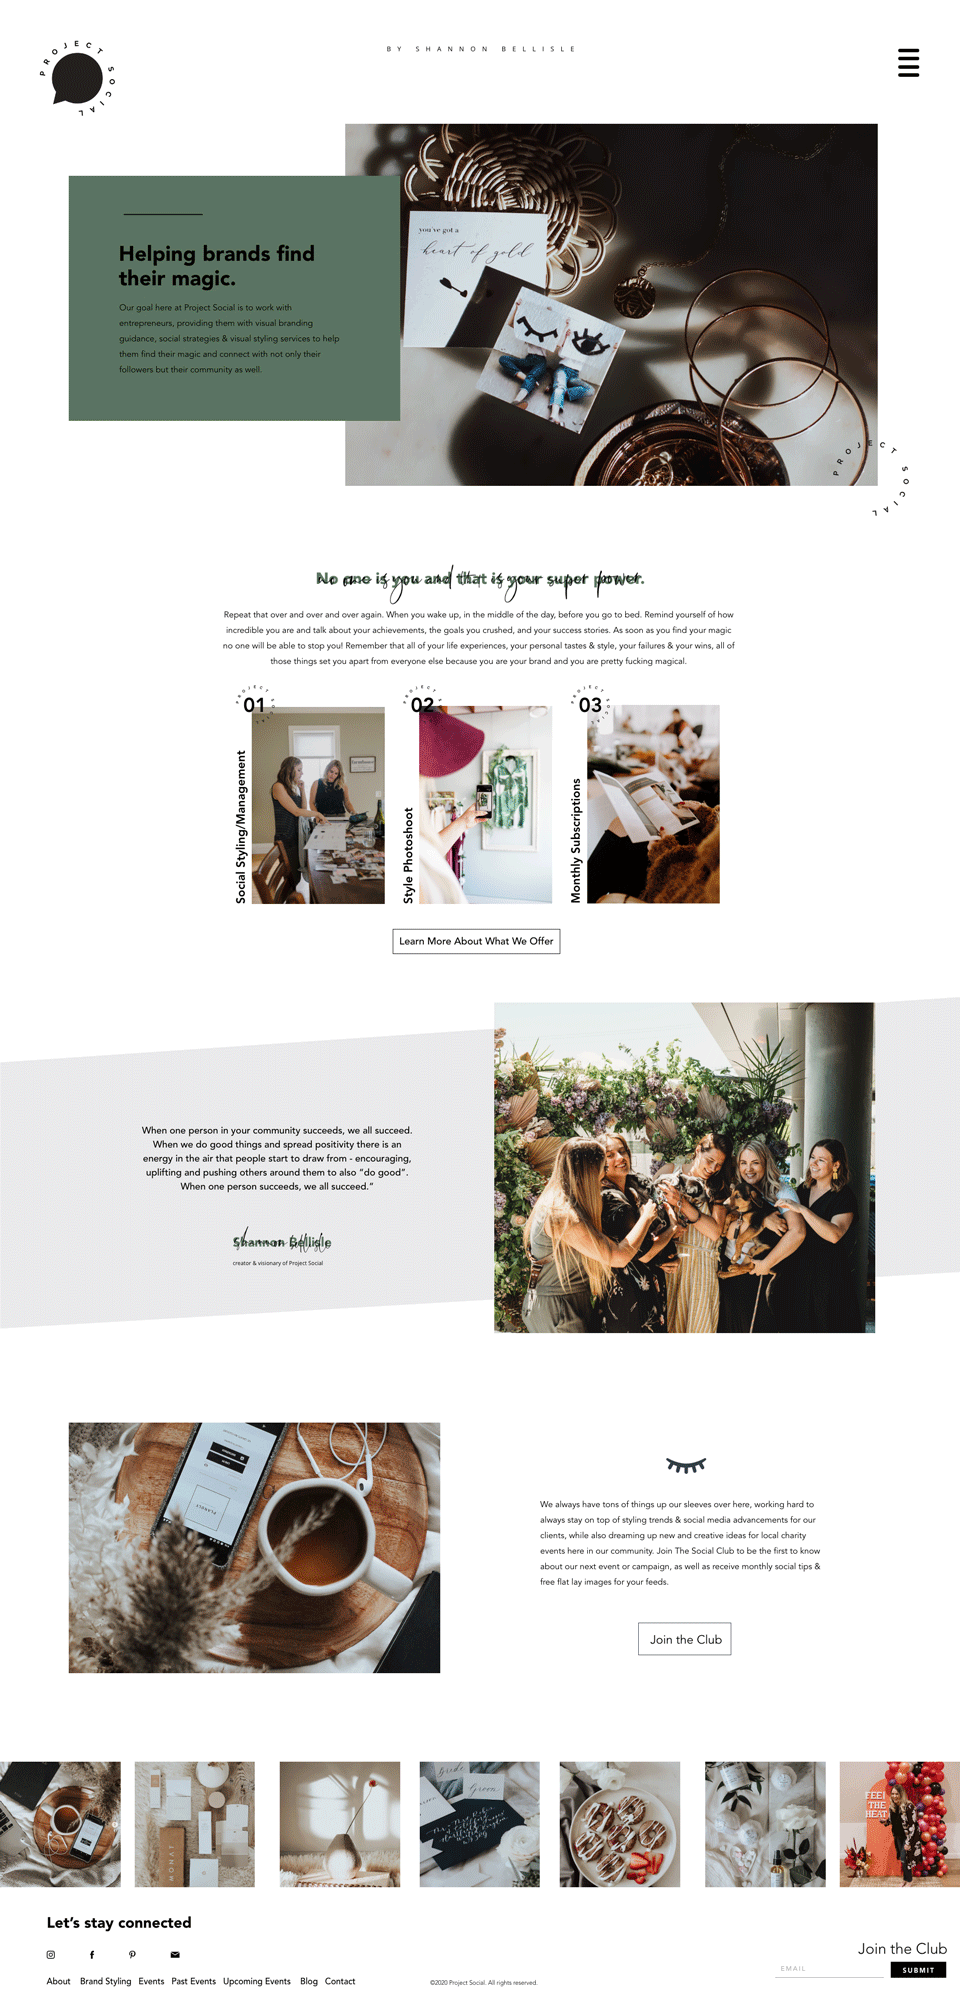 PROJECT SOCIAL
BY SHANNON BELLISLE
you've got a
heart of gold
Helping brands find
their magic.
Our goal here at Project Social is to work with
entrepreneurs, providing them with visual branding
guidance, social strategies & visual styling services to help
them find their magic and connect with not only their
followers but their community as well.
PROJECT SOCIAL
No one is you and that is your super power.
Repeat that over and over and over again. When you wake up, in the middle of the day, before you go to bed. Remind yourself of how
incredible you are and talk about your achievements, the goals you crushed, and your success stories. As soon as you find your magic
no one will be able to stop you! Remember that all of your life experiences, your personal tastes & style, your failures & your wins, all of
those things set you apart from everyone else because you are your brand and you are pretty fucking magical.
PROJECT SOCIAL
01
PROJECT SOCIAL
02
PROJECT SOCIAL
03
Social Styling/Management
Style Photoshoot
Monthly Subscriptions
Learn More About What We Offer
When one person in your community succeeds, we all succeed.
When we do good things and spread positivity there is an
energy in the air that people start to draw from - encouraging,
uplifting and pushing others around them to also “do good”.
When one person succeeds, we all succeed.”
Shannon Bellisle
creator & visionary of Project Social
PLANOLY
We always have tons of things up our sleeves over here, working hard to
always stay on top of styling trends & social media advancements for our
clients, while also dreaming up new and creative ideas for local charity
events here in our community. Join The Social Club to be the first to know
about our next event or campaign, as well as receive monthly social tips &
free flat lay images for your feeds.
Join the Club
MONAT
Bride
Groom
FEEL
THE
HEAT
Let’s stay connected
About Brand Styling Events Past Events Upcoming Events Blog Contact
©2020 Project Social. All rights reserved.
Join the Club
EMAIL
SUBMIT